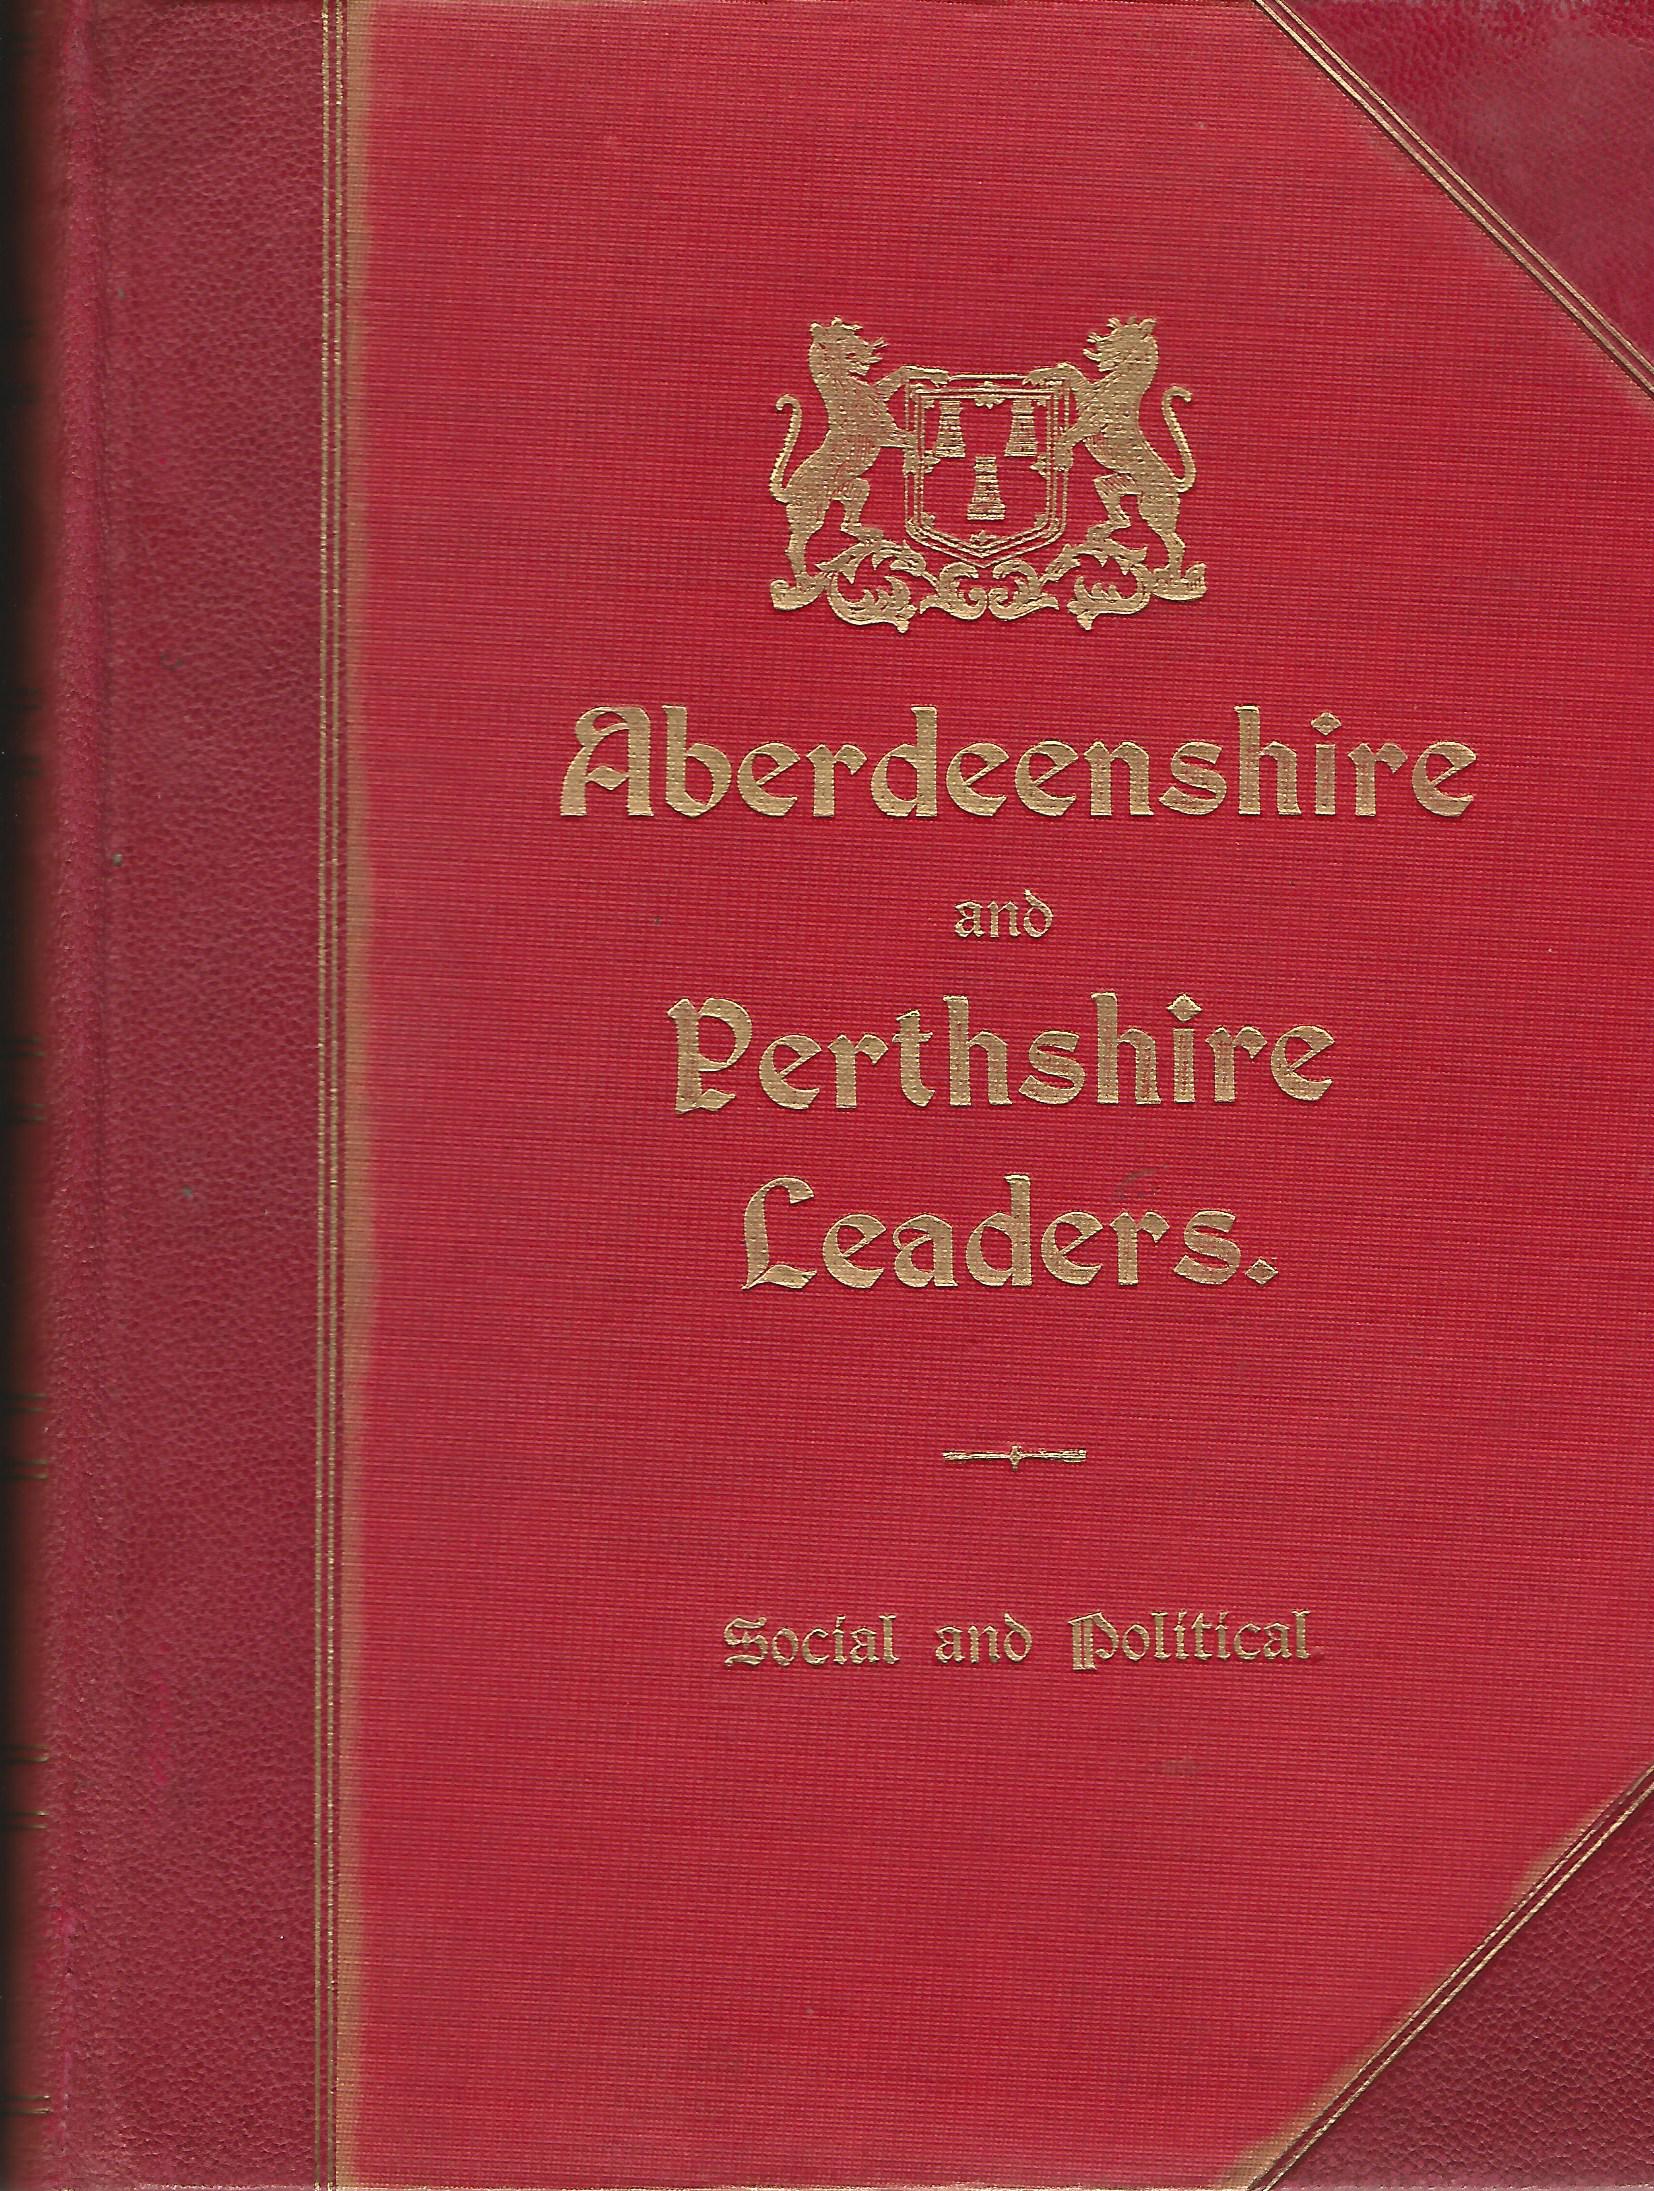 Aberdeenshire
and
Perthshire
Leaders.
Social and Political